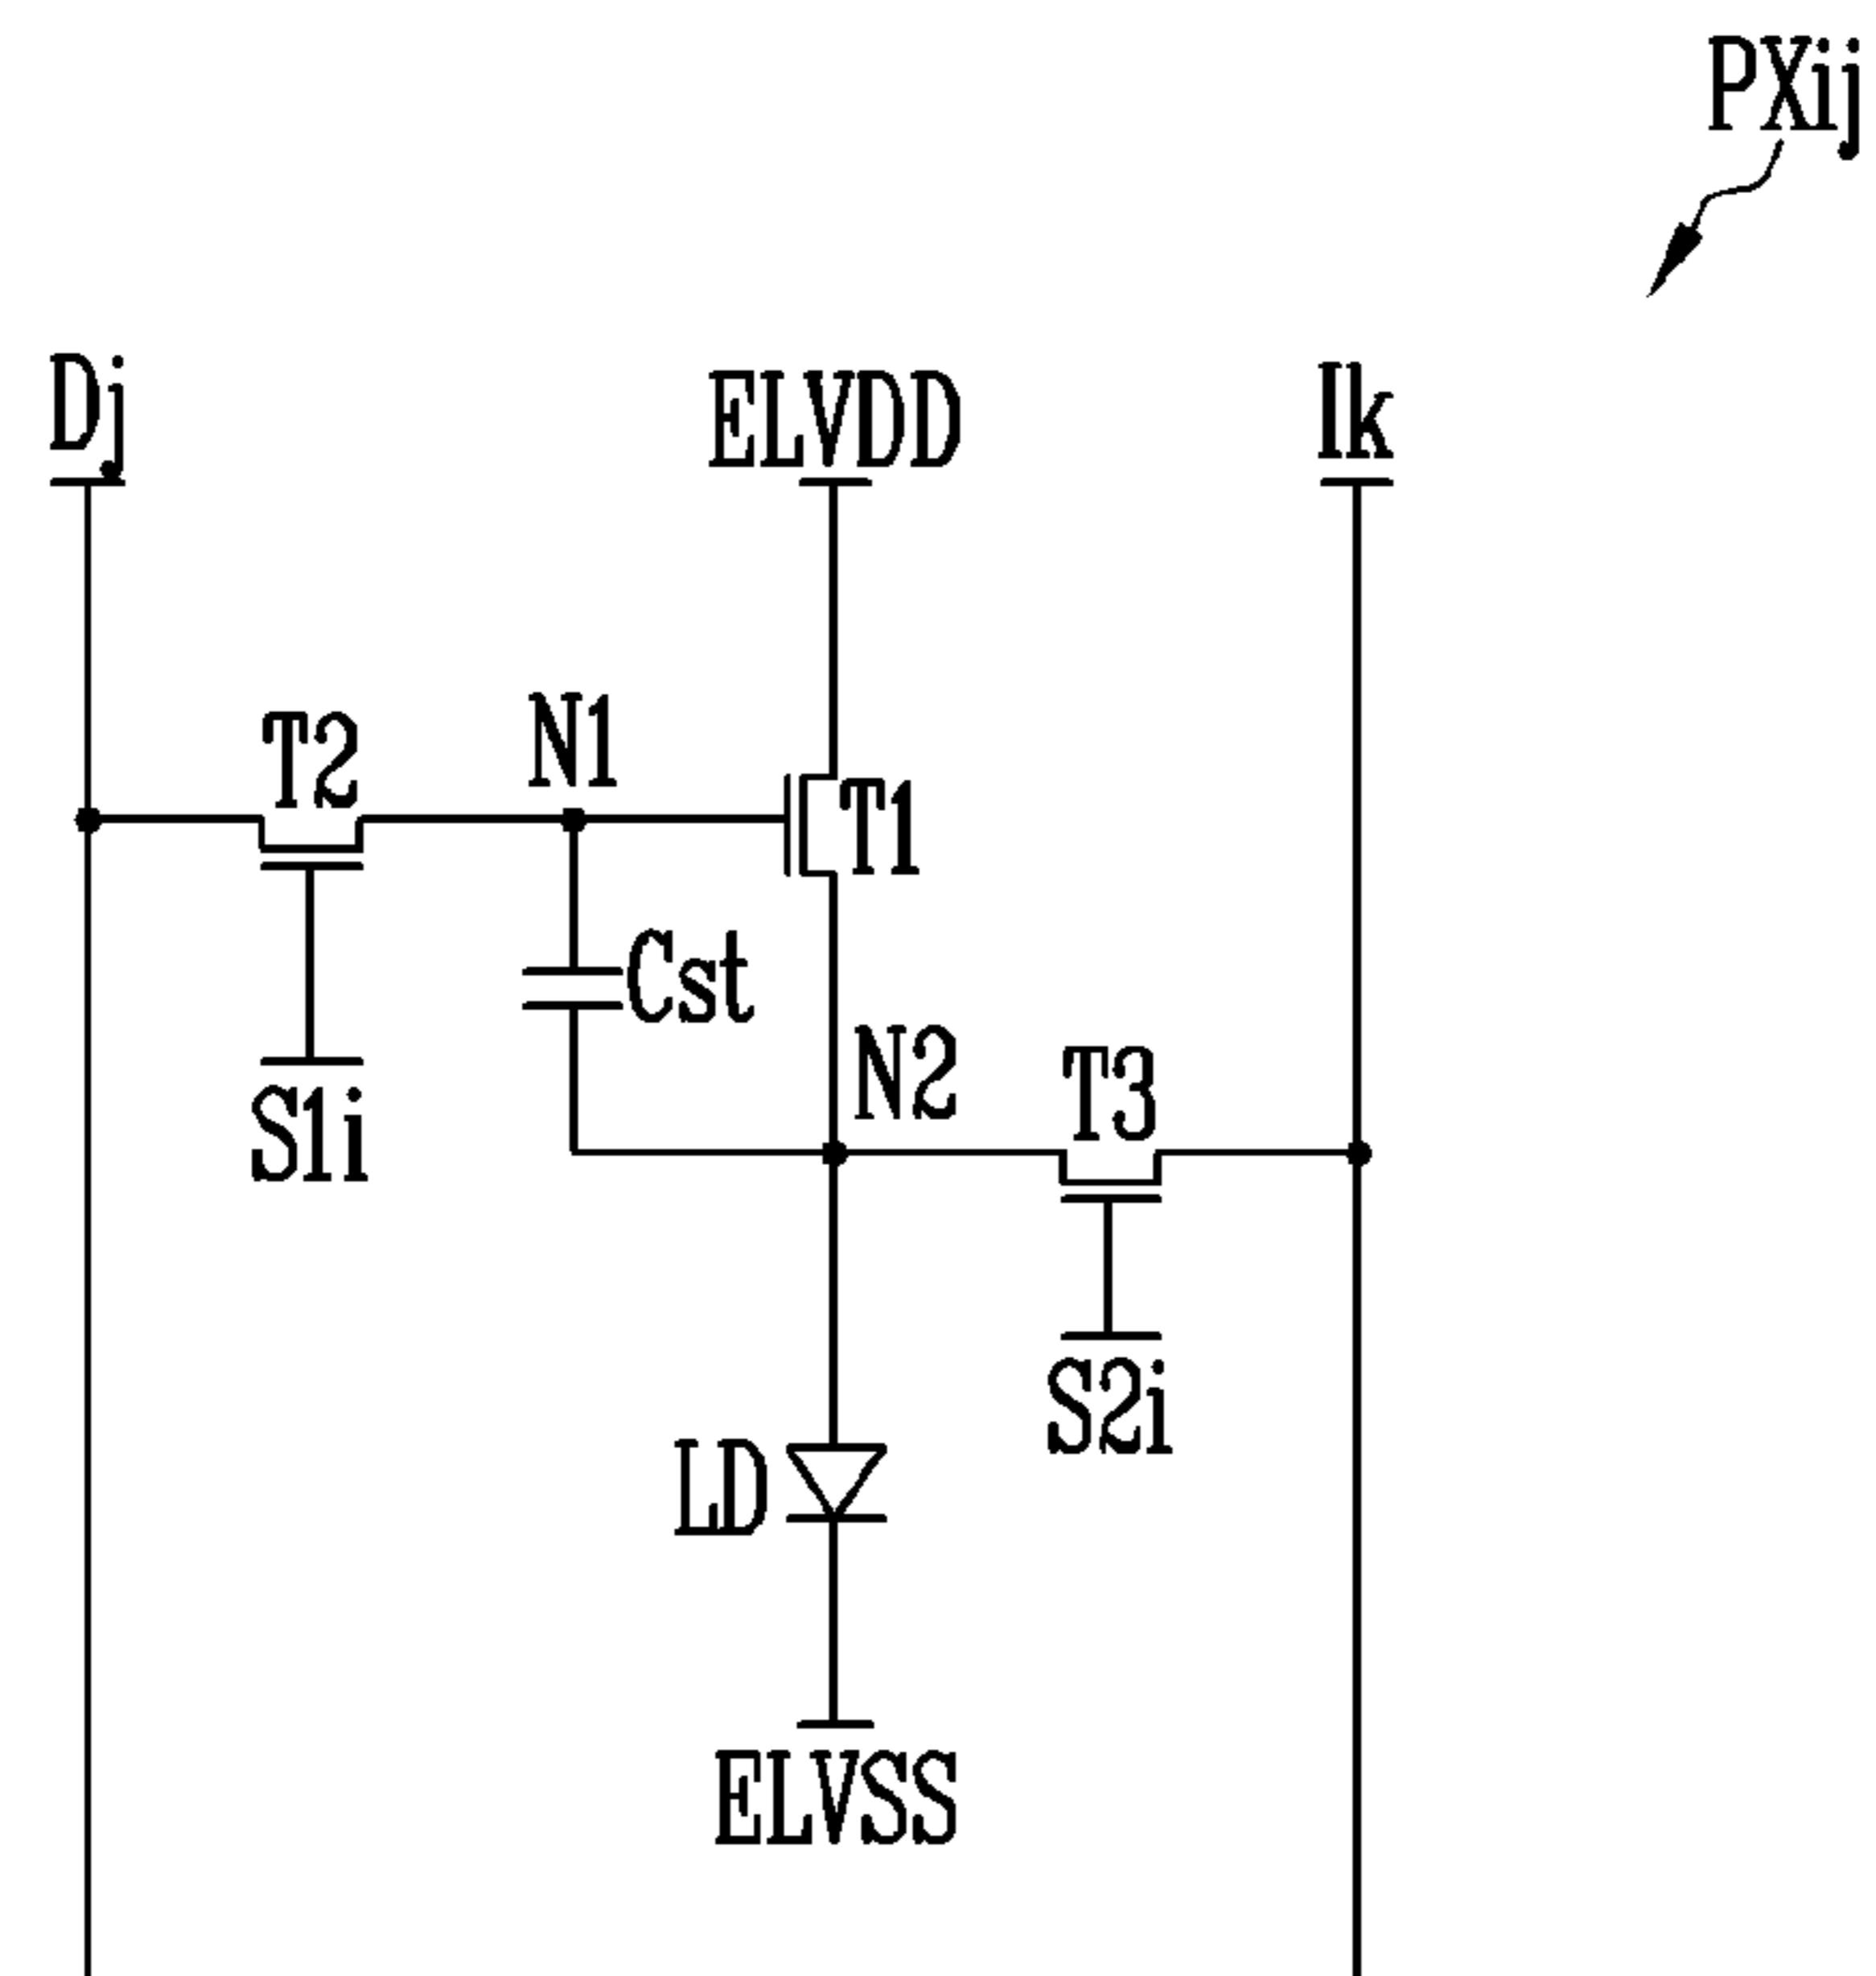 PXij
Dj
ELVDD
Ik
T2
N1
T1
Cst
N2
T3
S1i
S2i
LD
ELVSS